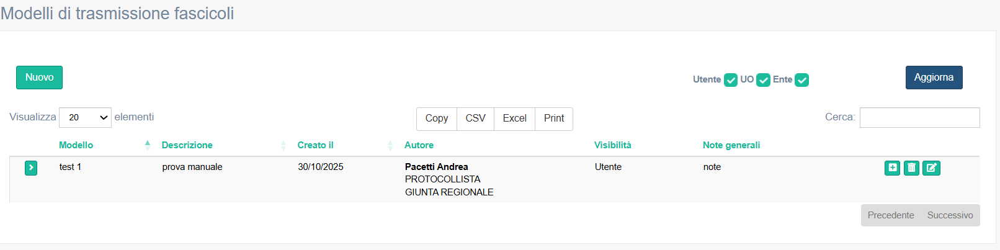 Modelli di trasmissione fascicoli
Nuovo
Utente UO Ente
Aggiorna
Visualizza 20 elementi
Copy CSV Excel Print
Cerca:
Modello Descrizione Creato il Autore Visibilità Note generali
test 1 prova manuale 30/10/2025 Pacetti Andrea Utente note
PROTOCOLLISTA
GIUNTA REGIONALE
Precedente Successivo